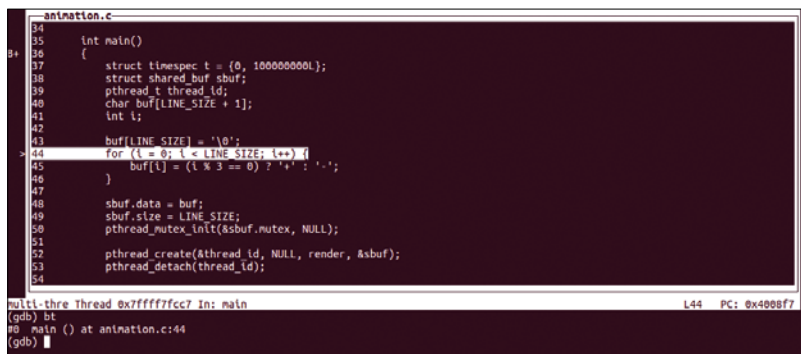 animation.c
34
35 int main()
B+ 36 {
37 struct timespec t = {0, 100000000L};
38 struct shared_buf sbuf;
39 pthread_t thread_id;
40 char buf[LINE_SIZE + 1];
41 int i;
42
43 buf[LINE_SIZE] = '\0';
> 44 for (i = 0; i < LINE_SIZE; i++) {
45 buf[i] = (i % 3 == 0) ? '+' : '-';
46 }
47
48 sbuf.data = buf;
49 sbuf.size = LINE_SIZE;
50 pthread_mutex_init(&sbuf.mutex, NULL);
51
52 pthread_create(&thread_id, NULL, render, &sbuf);
53 pthread_detach(thread_id);
54
multi-thre Thread 0x7ffff7fcc7 In: main L44 PC: 0x4008f7
(gdb) bt
#0 main () at animation.c:44
(gdb)